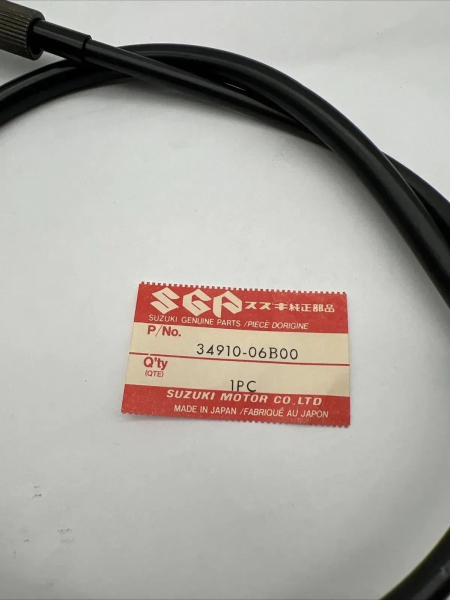 SGP スズキ純正部品
SUZUKI GENUINE PARTS /PIECE DORIGINE
P/No.
34910-06B00
Q'ty
(QTE)
1PC
SUZUKI MOTOR CO.,LTD
MADE IN JAPAN /FABRIQUÉ AU JAPON